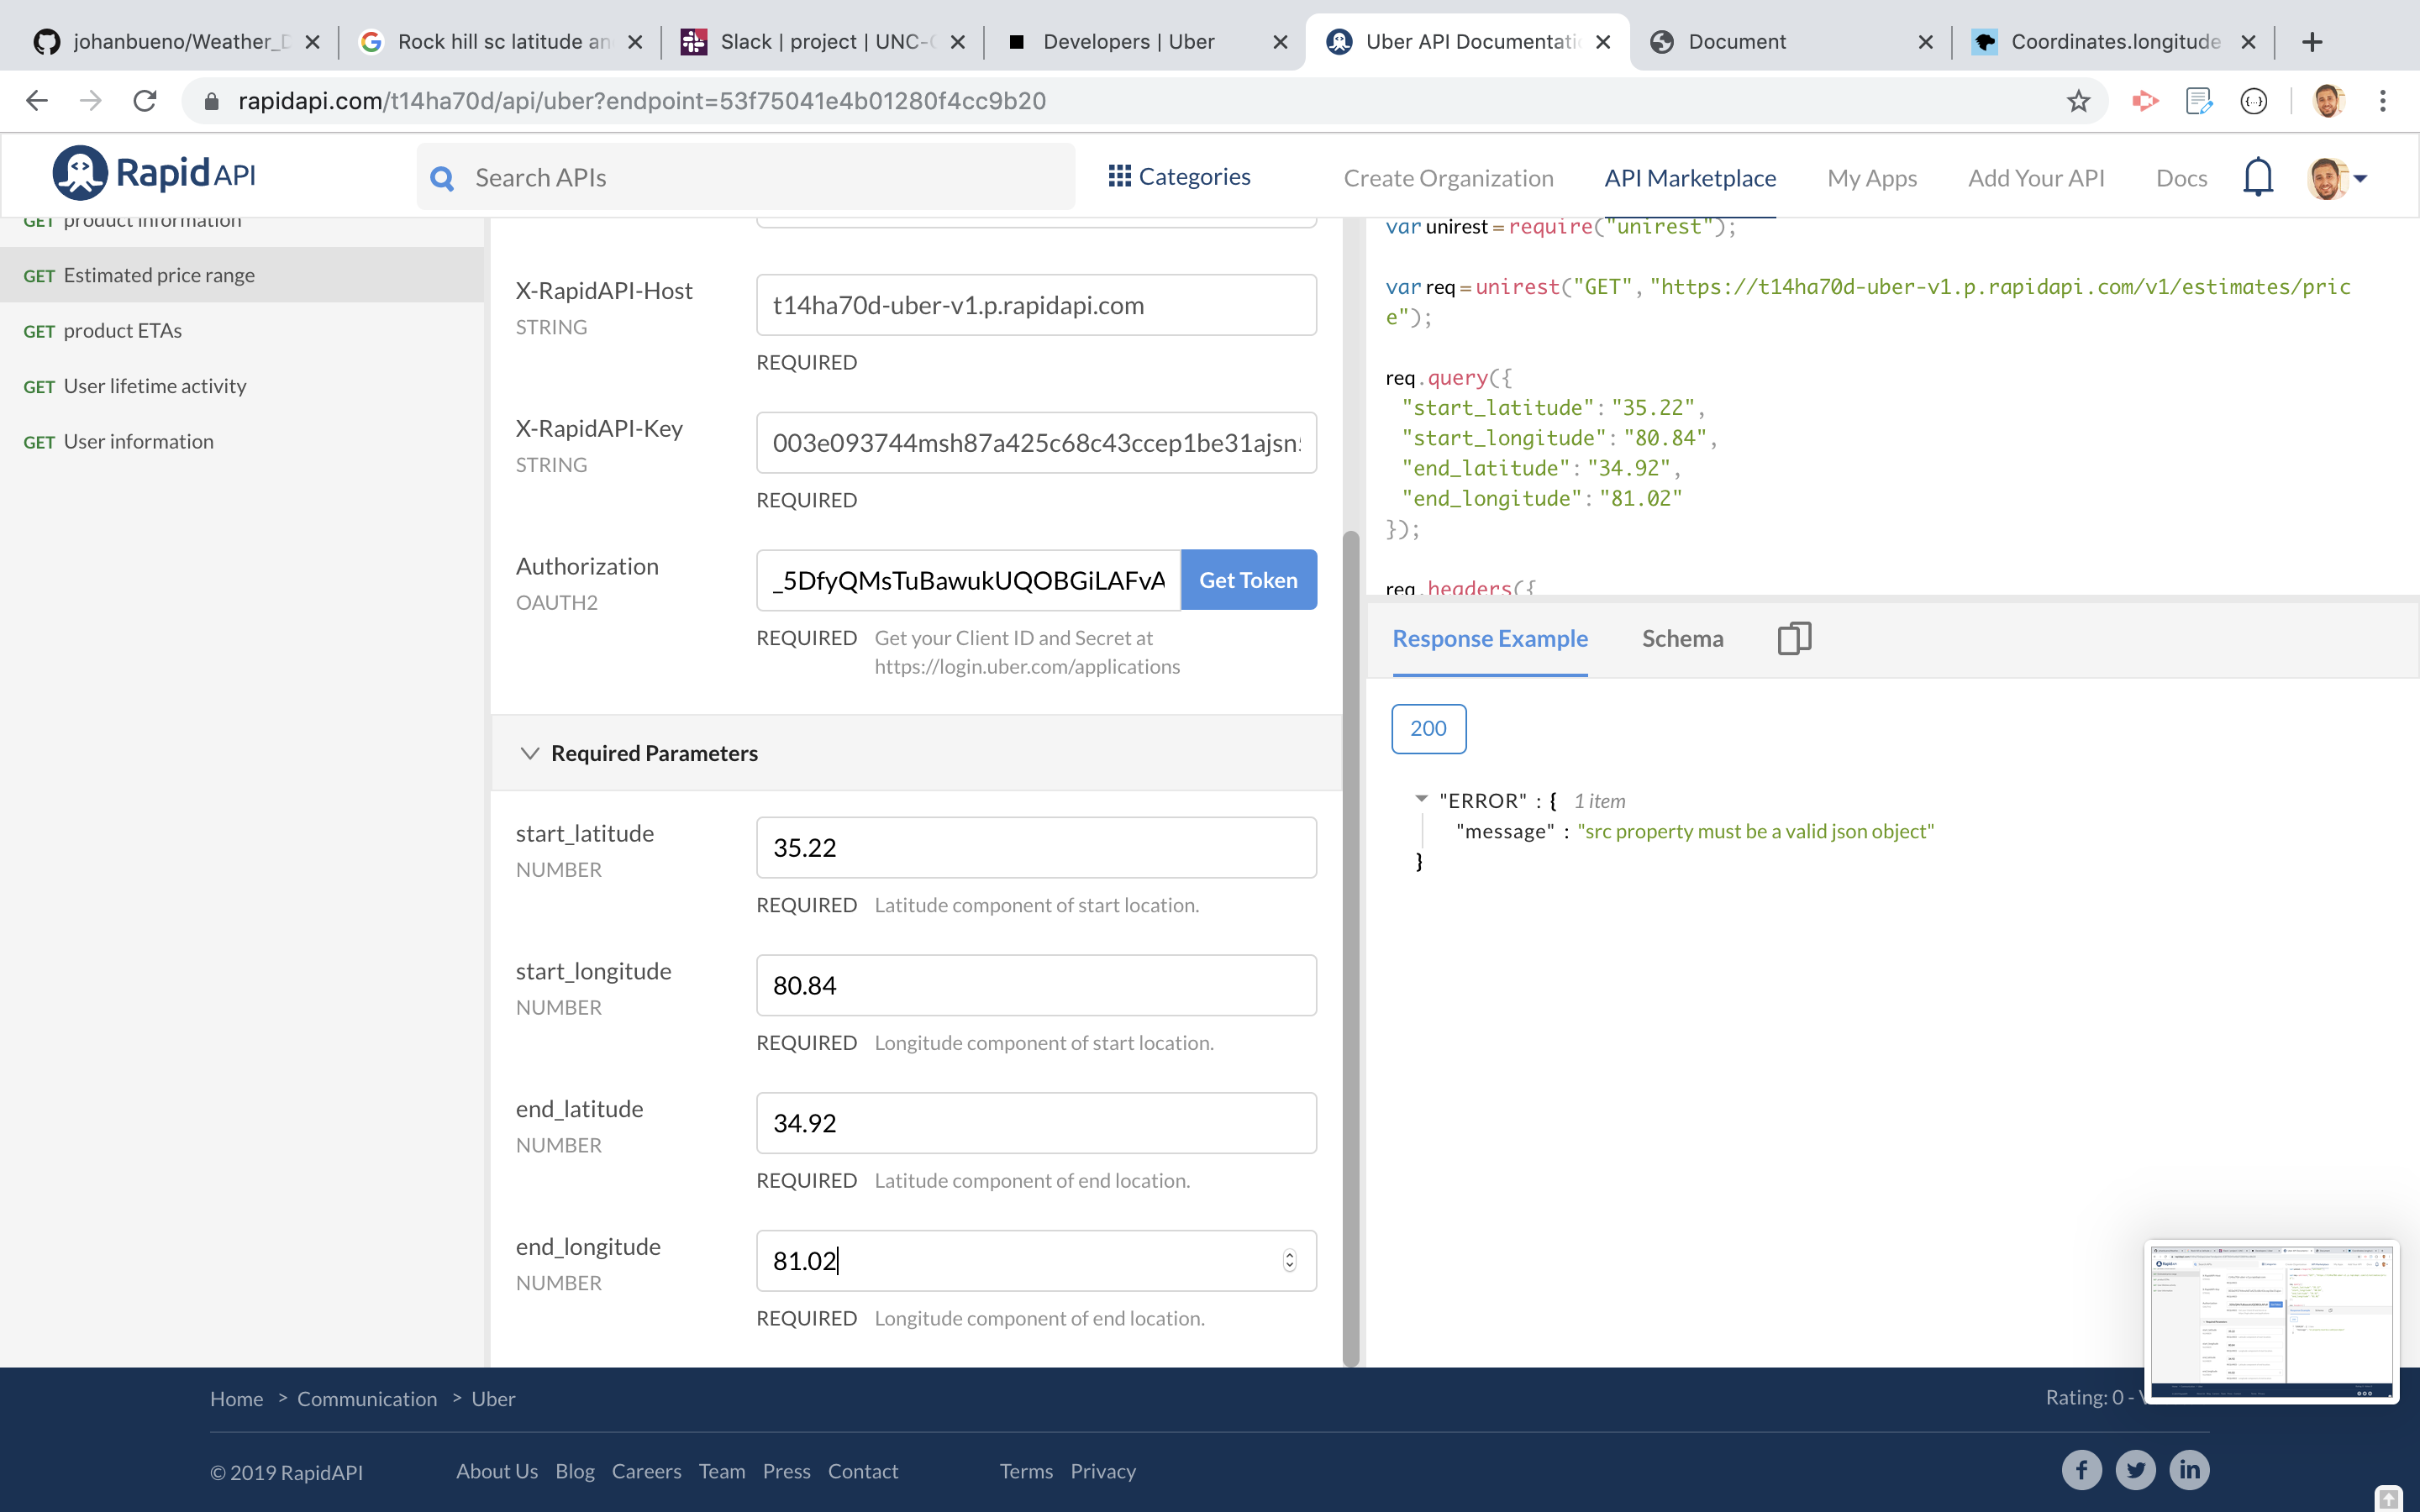 johanbueno/Weather_D
Rock hill sc latitude an
Slack | project | UNC-C
Developers | Uber
Uber API Documentatio
Document
Coordinates.longitude
rapidapi.com/t14ha70d/api/uber?endpoint=53f75041e4b01280f4cc9b20
Rapid API
Search APIs
Categories
Create Organization
API Marketplace
My Apps
Add Your API
Docs
GET product information
GET Estimated price range
GET product ETAs
GET User lifetime activity
GET User information
X-RapidAPI-Host
STRING
t14ha70d-uber-v1.p.rapidapi.com
REQUIRED
X-RapidAPI-Key
STRING
003e093744msh87a425c68c43ccep1be31ajsn
REQUIRED
Authorization
OAUTH2
_5DfyQMsTuBawukUQOBGiLAFvA
Get Token
REQUIRED Get your Client ID and Secret at
https://login.uber.com/applications
Required Parameters
start_latitude
NUMBER
35.22
REQUIRED Latitude component of start location.
start_longitude
NUMBER
80.84
REQUIRED Longitude component of start location.
end_latitude
NUMBER
34.92
REQUIRED Latitude component of end location.
end_longitude
NUMBER
81.02
REQUIRED Longitude component of end location.
var unirest = require("unirest");
var req = unirest("GET", "https://t14ha70d-uber-v1.p.rapidapi.com/v1/estimates/pric
e");
req.query({
"start_latitude": "35.22",
"start_longitude": "80.84",
"end_latitude": "34.92",
"end_longitude": "81.02"
});
req.headers({
Response Example
Schema
200
"ERROR" : { 1 item
"message" : "src property must be a valid json object"
}
Home > Communication > Uber
Rating: 0 -
© 2019 RapidAPI
About Us Blog Careers Team Press Contact
Terms Privacy